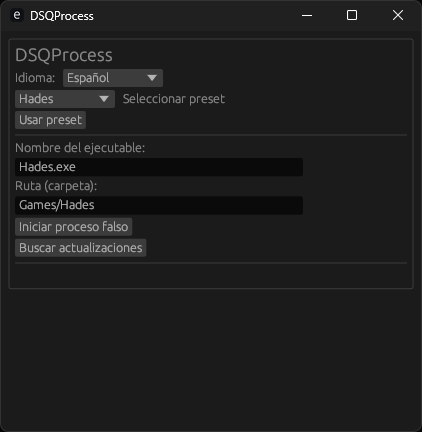 e DSQProcess
DSQProcess
Idioma: Español
Hades Seleccionar preset
Usar preset
Nombre del ejecutable:
Hades.exe
Ruta (carpeta):
Games/Hades
Iniciar proceso falso
Buscar actualizaciones